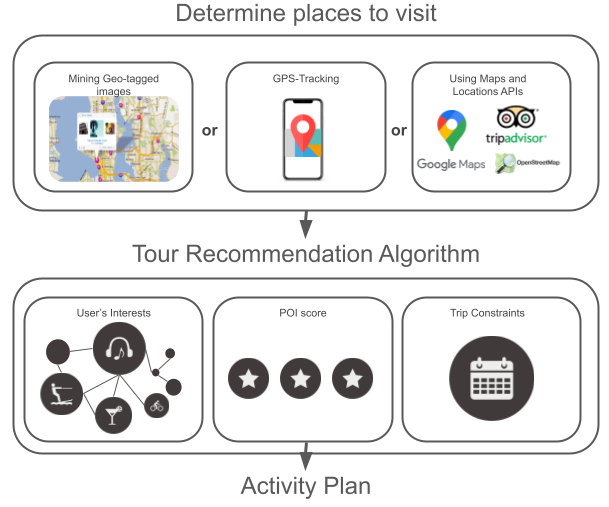 Determine places to visit
Mining Geo-tagged
images
or
GPS-Tracking
or
Using Maps and
Locations APIs
Google Maps
tripadvisor®
OpenStreetMap
Tour Recommendation Algorithm
User's Interests
POI score
Trip Constraints
Activity Plan